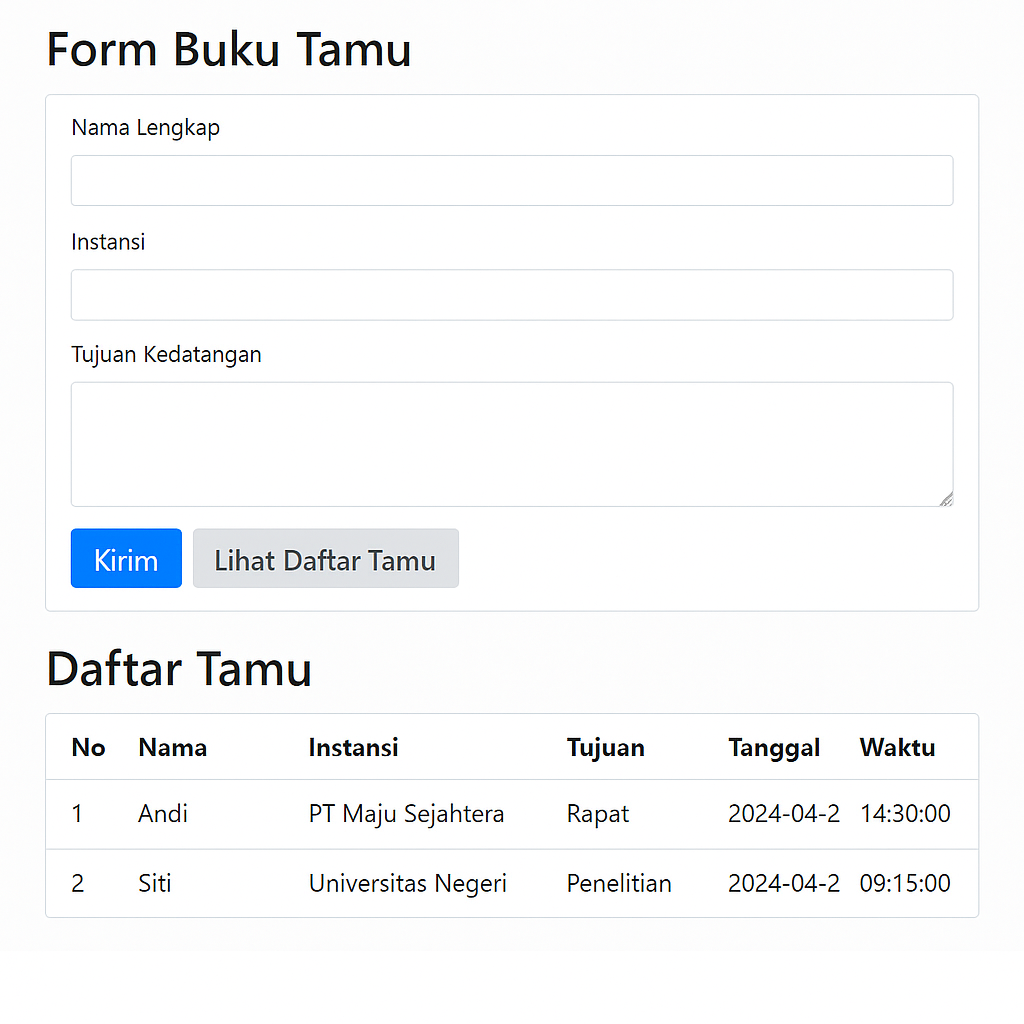 Form Buku Tamu
Nama Lengkap
Instansi
Tujuan Kedatangan
Kirim Lihat Daftar Tamu
Daftar Tamu
No Nama Instansi Tujuan Tanggal Waktu
1 Andi PT Maju Sejahtera Rapat 2024-04-2 14:30:00
2 Siti Universitas Negeri Penelitian 2024-04-2 09:15:00